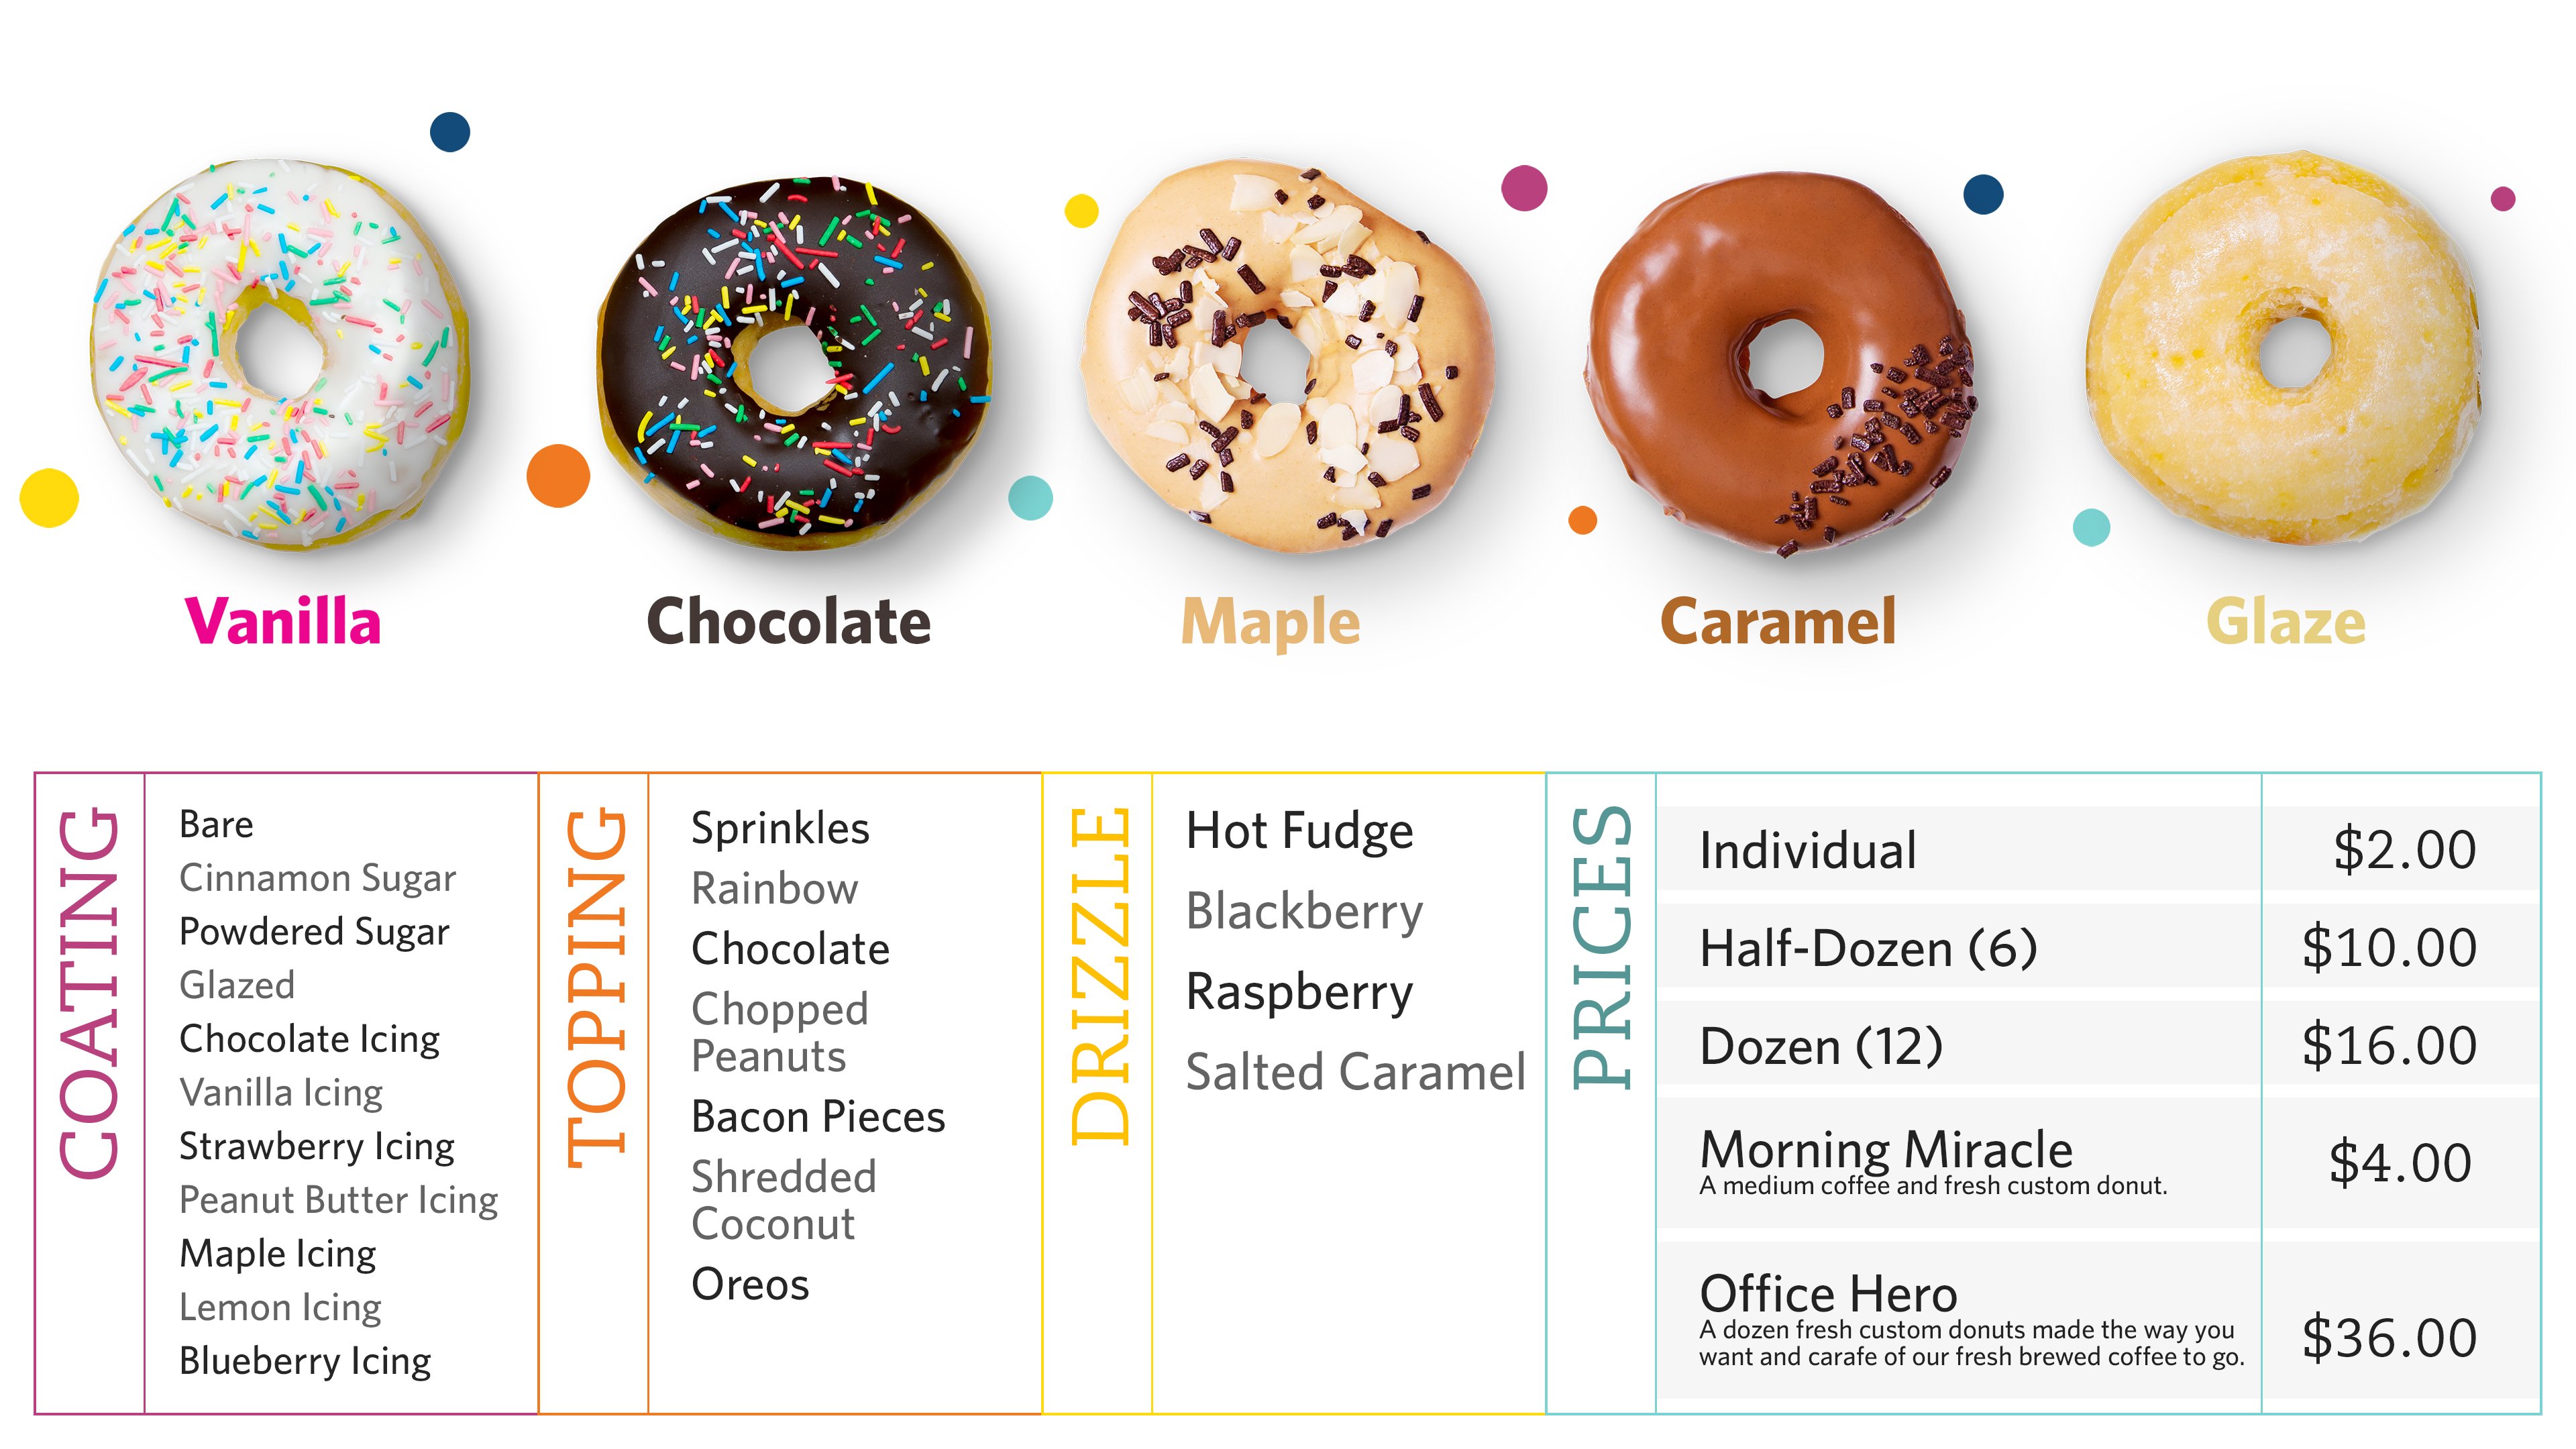 Vanilla
Chocolate
Maple
Caramel
Glaze
COATING
Bare
Cinnamon Sugar
Powdered Sugar
Glazed
Chocolate Icing
Vanilla Icing
Strawberry Icing
Peanut Butter Icing
Maple Icing
Lemon Icing
Blueberry Icing
TOPPING
Sprinkles
Rainbow
Chocolate
Chopped
Peanuts
Bacon Pieces
Shredded
Coconut
Oreos
DRIZZLE
Hot Fudge
Blackberry
Raspberry
Salted Caramel
PRICES
Individual $2.00
Half-Dozen (6) $10.00
Dozen (12) $16.00
Morning Miracle $4.00
A medium coffee and fresh custom donut.
Office Hero
A dozen fresh custom donuts made the way you
want and carafe of our fresh brewed coffee to go. $36.00